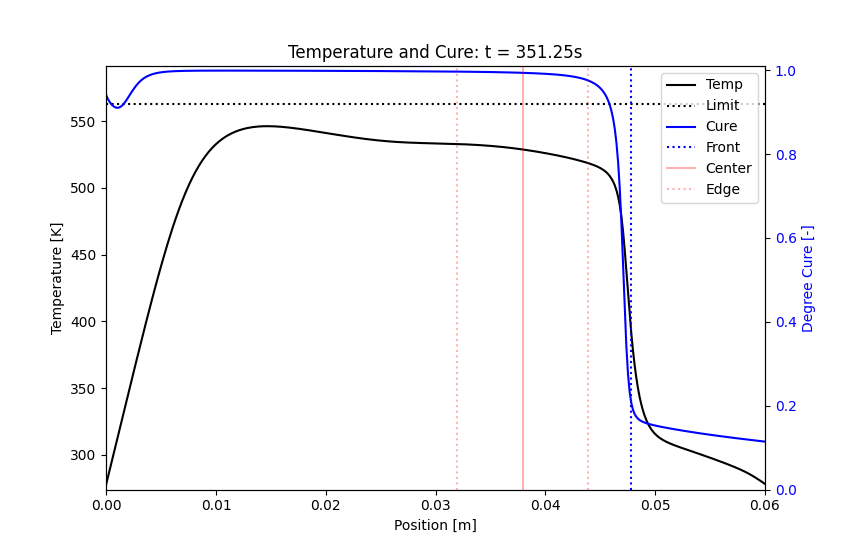 Temperature and Cure: t = 351.25s
Temperature [K]
550
500
450
400
350
300
Temp
Limit
Cure
Front
Center
Edge
1.0
0.8
0.6
0.4
0.2
0.0
Degree Cure [-]
0.00 0.01 0.02 0.03 0.04 0.05 0.06
Position [m]